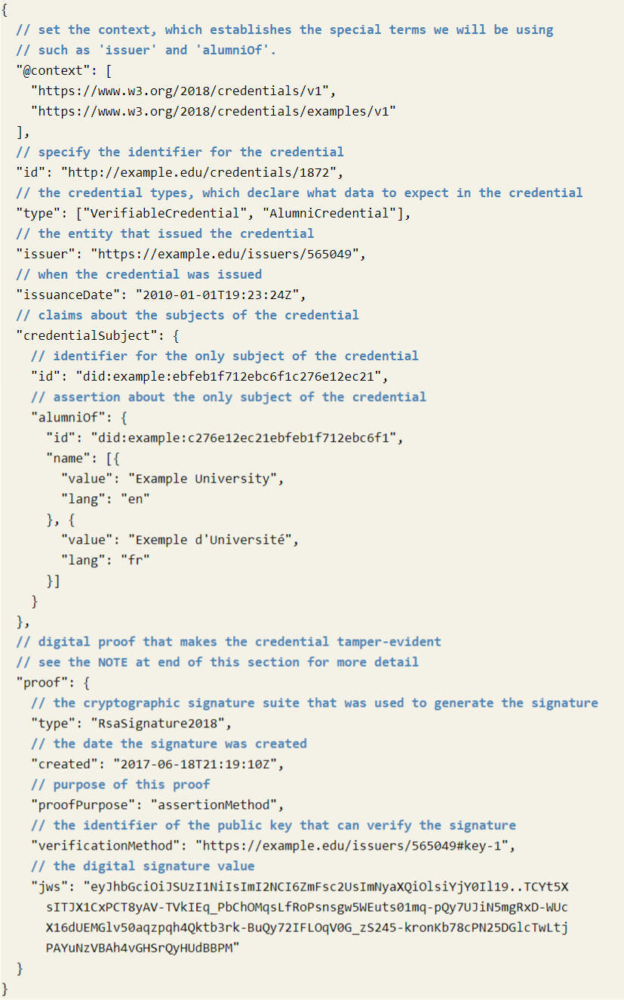 {
  // set the context, which establishes the special terms we will be using
  // such as 'issuer' and 'alumniOf'.
  "@context": [
    "https://www.w3.org/2018/credentials/v1",
    "https://www.w3.org/2018/credentials/examples/v1"
  ],
  // specify the identifier for the credential
  "id": "http://example.edu/credentials/1872",
  // the credential types, which declare what data to expect in the credential
  "type": ["VerifiableCredential", "AlumniCredential"],
  // the entity that issued the credential
  "issuer": "https://example.edu/issuers/565049",
  // when the credential was issued
  "issuanceDate": "2010-01-01T19:23:24Z",
  // claims about the subjects of the credential
  "credentialSubject": {
    // identifier for the only subject of the credential
    "id": "did:example:ebfeb1f712ebc6f1c276e12ec21",
    // assertion about the only subject of the credential
    "alumniOf": {
      "id": "did:example:c276e12ec21ebfeb1f712ebc6f1",
      "name": [{
        "value": "Example University",
        "lang": "en"
      }, {
        "value": "Exemple d'Université",
        "lang": "fr"
      }]
    }
  },
  // digital proof that makes the credential tamper-evident
  // see the NOTE at end of this section for more detail
  "proof": {
    // the cryptographic signature suite that was used to generate the signature
    "type": "RsaSignature2018",
    // the date the signature was created
    "created": "2017-06-18T21:19:10Z",
    // purpose of this proof
    "proofPurpose": "assertionMethod",
    // the identifier of the public key that can verify the signature
    "verificationMethod": "https://example.edu/issuers/565049#key-1",
    // the digital signature value
    "jws": "eyJhbGciOiJSUzI1NiIsImI2NCI6ZmFsc2UsImNyaXQiOlsiYjY0Il19..TCYt5X
      sITJX1CxPCT8yAV-TVkIEq_PbChOMqsLfRoPsnsgw5WEuts01mq-pQy7UJiN5mgRxD-WUc
      X16dUEMGlv50aqzpqh4Qktb3rk-BuQy72IFLOqV0G_zS245-kronKb78cPN25DGlcTwLtj
      PAYuNzVBAh4vGHSrQyHUdBBPM"
  }
}